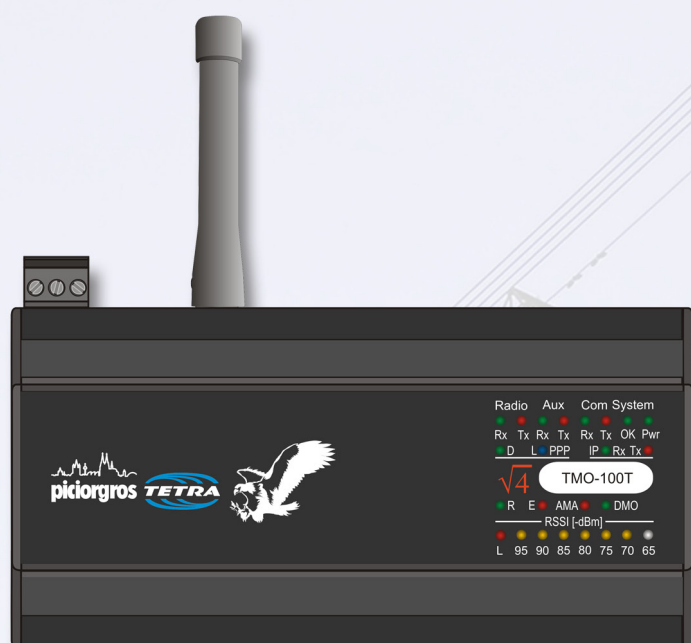 Radio Aux Com System
Rx Tx Rx Tx Rx Tx OK Pwr
D L PPP IP Rx Tx
piciorgros TETRA
√4 TMO-100T
R E AMA DMO
RSSI [-dBm]
L 95 90 85 80 75 70 65